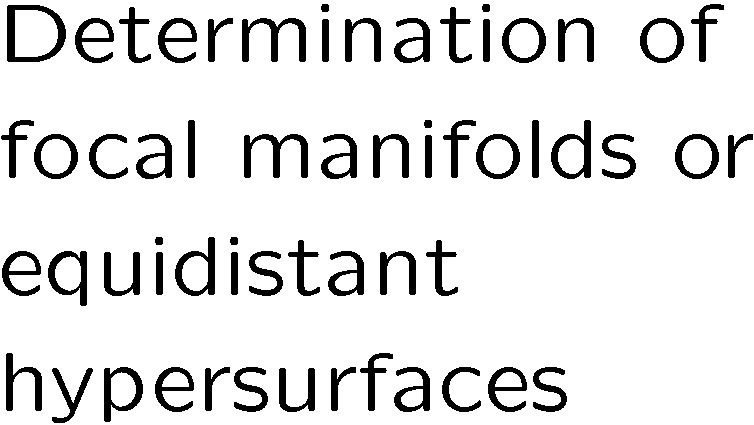 Determination of
focal manifolds or
equidistant
hypersurfaces